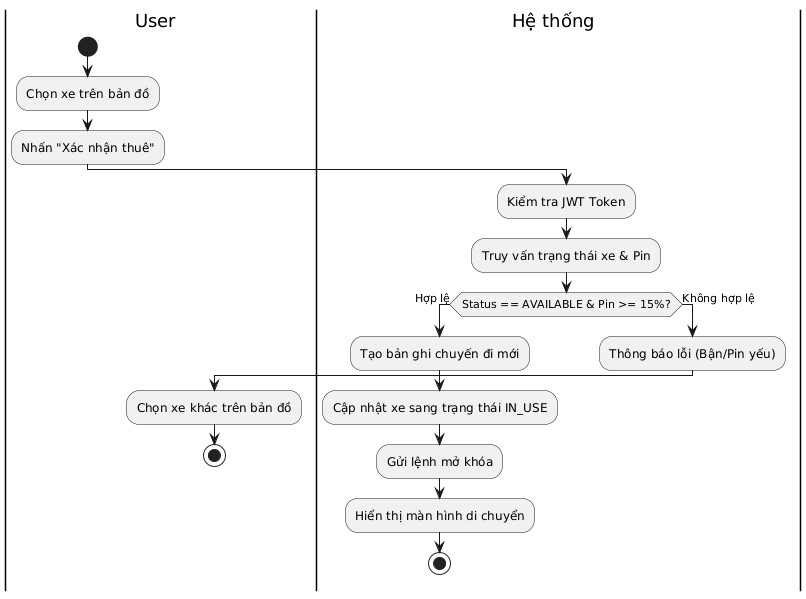 User
Hệ thống
Chọn xe trên bản đồ
Nhấn "Xác nhận thuê"
Kiểm tra JWT Token
Truy vấn trạng thái xe & Pin
Hợp lệ
Status == AVAILABLE & Pin >= 15%?
Không hợp lệ
Tạo bản ghi chuyến đi mới
Thông báo lỗi (Bận/Pin yếu)
Chọn xe khác trên bản đồ
Cập nhật xe sang trạng thái IN_USE
Gửi lệnh mở khóa
Hiển thị màn hình di chuyển